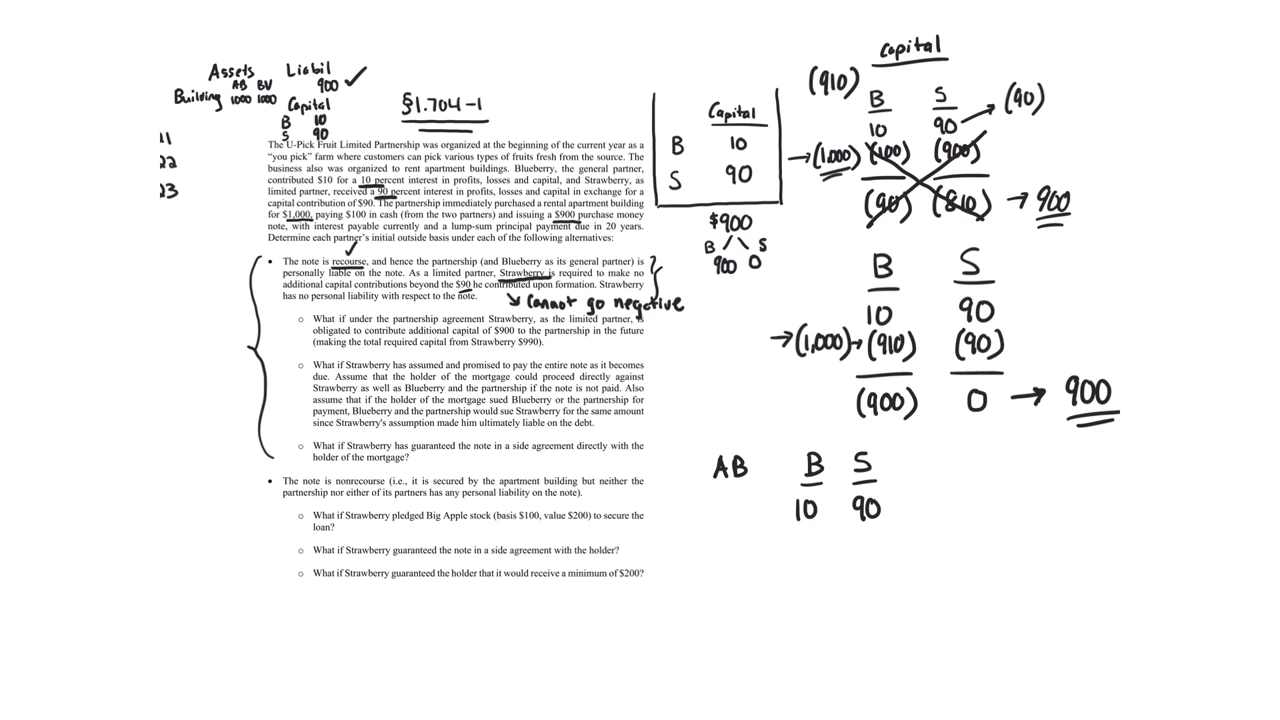 Assets Liabil
AB BV 900 ✓
Building 1000 1000 Capital
B 10
S 90
§1.704-1
The U-Pick Fruit Limited Partnership was organized at the beginning of the current year as a
"you pick" farm where customers can pick various types of fruits fresh from the source. The
business also was organized to rent apartment buildings. Blueberry, the general partner,
contributed $10 for a 10 percent interest in profits, losses and capital, and Strawberry, as
limited partner, received a 90 percent interest in profits, losses and capital in exchange for a
capital contribution of $90. The partnership immediately purchased a rental apartment building
for $1,000, paying $100 in cash (from the two partners) and issuing a $900 purchase money
note, with interest payable currently and a lump-sum principal payment due in 20 years.
Determine each partner's initial outside basis under each of the following alternatives:
• The note is recourse, and hence the partnership (and Blueberry as its general partner) is
personally liable on the note. As a limited partner, Strawberry is required to make no
additional capital contributions beyond the $90 he contributed upon formation. Strawberry
has no personal liability with respect to the note.
↘ Cannot go negative
o What if under the partnership agreement Strawberry, as the limited partner, is
obligated to contribute additional capital of $900 to the partnership in the future
(making the total required capital from Strawberry $990).
o What if Strawberry has assumed and promised to pay the entire note as it becomes
due. Assume that the holder of the mortgage could proceed directly against
Strawberry as well as Blueberry and the partnership if the note is not paid. Also
assume that if the holder of the mortgage sued Blueberry or the partnership for
payment, Blueberry and the partnership would sue Strawberry for the same amount
since Strawberry's assumption made him ultimately liable on the debt.
o What if Strawberry has guaranteed the note in a side agreement directly with the
holder of the mortgage?
• The note is nonrecourse (i.e., it is secured by the apartment building but neither the
partnership nor either of its partners has any personal liability on the note).
o What if Strawberry pledged Big Apple stock (basis $100, value $200) to secure the
loan?
o What if Strawberry guaranteed the note in a side agreement with the holder?
o What if Strawberry guaranteed the holder that it would receive a minimum of $200?
Capital
B 10
S 90
$900
B S
900 0
Capital
(910)
B S → (90)
10 90
→ (1,000) (100) (900)
(90) (810) → 900
B S
10 90
→ (1,000) → (910) (90)
(900) 0 → 900
AB B S
10 90